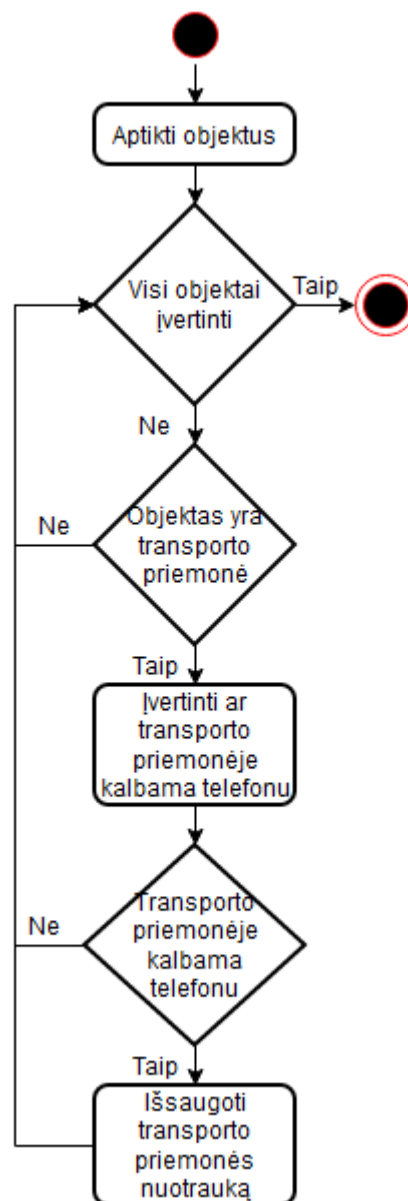 Aptikti objektus
Visi objektai
įvertinti
Taip
Ne
Objektas yra
transporto
priemonė
Ne
Taip
Įvertinti ar
transporto
priemonėje
kalbama telefonu
Transporto
priemonėje
kalbama
telefonu
Ne
Taip
Išsaugoti
transporto
priemonės
nuotrauką